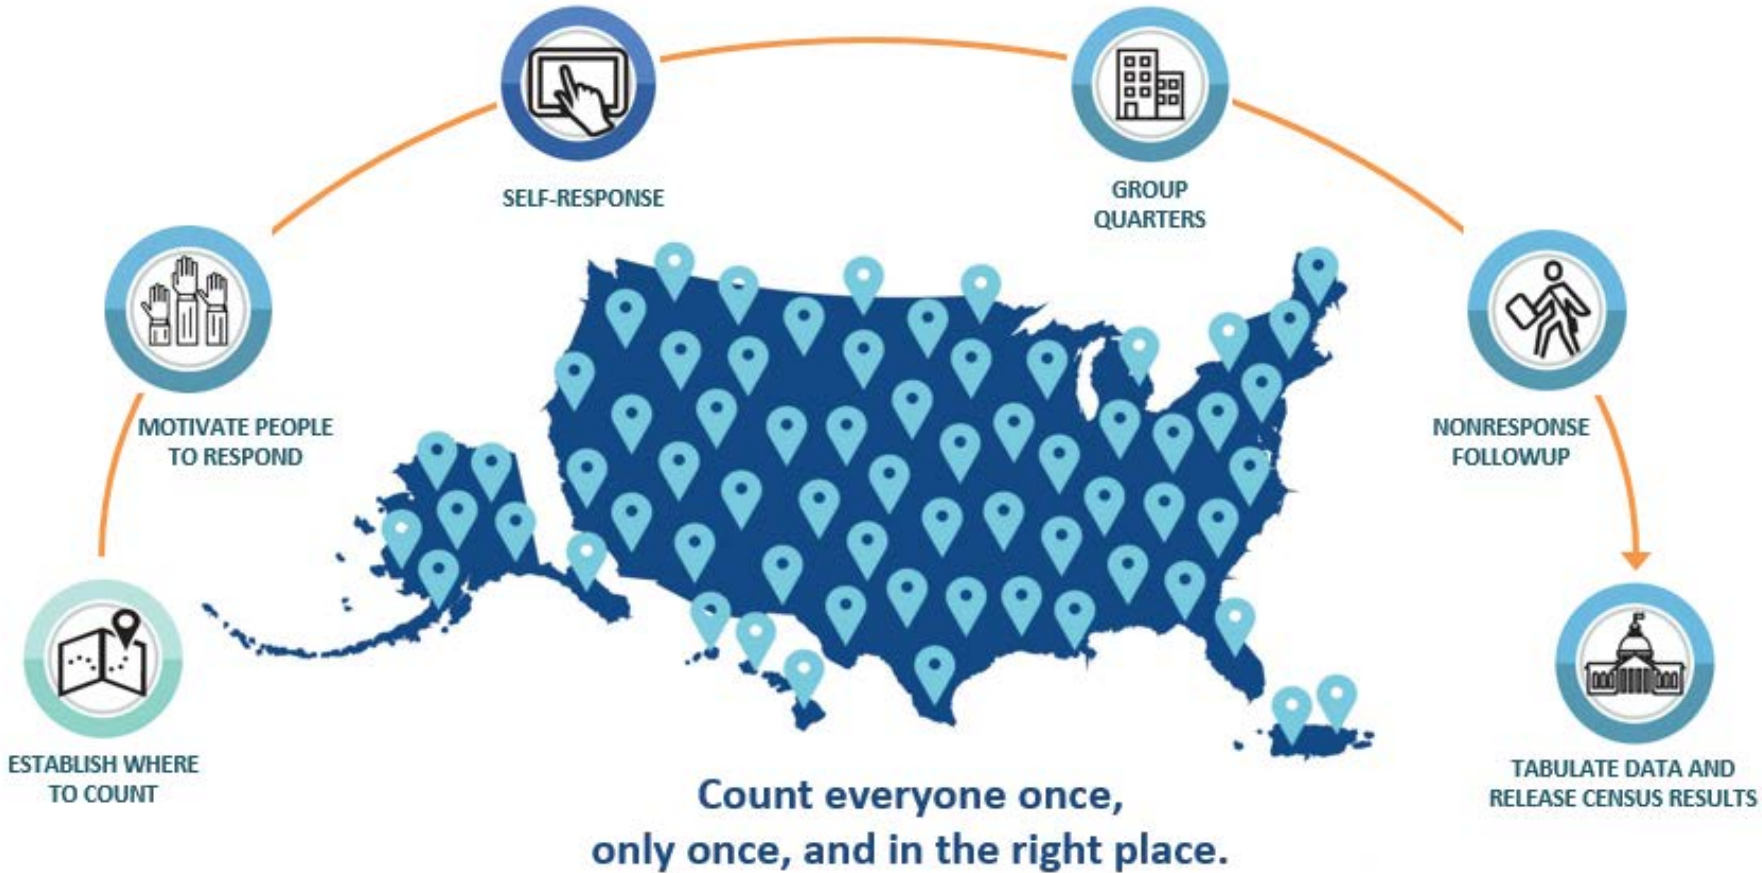 SELF-RESPONSE
GROUP
QUARTERS
MOTIVATE PEOPLE
TO RESPOND
NONRESPONSE
FOLLOWUP
ESTABLISH WHERE
TO COUNT
TABULATE DATA AND
RELEASE CENSUS RESULTS
Count everyone once,
only once, and in the right place.